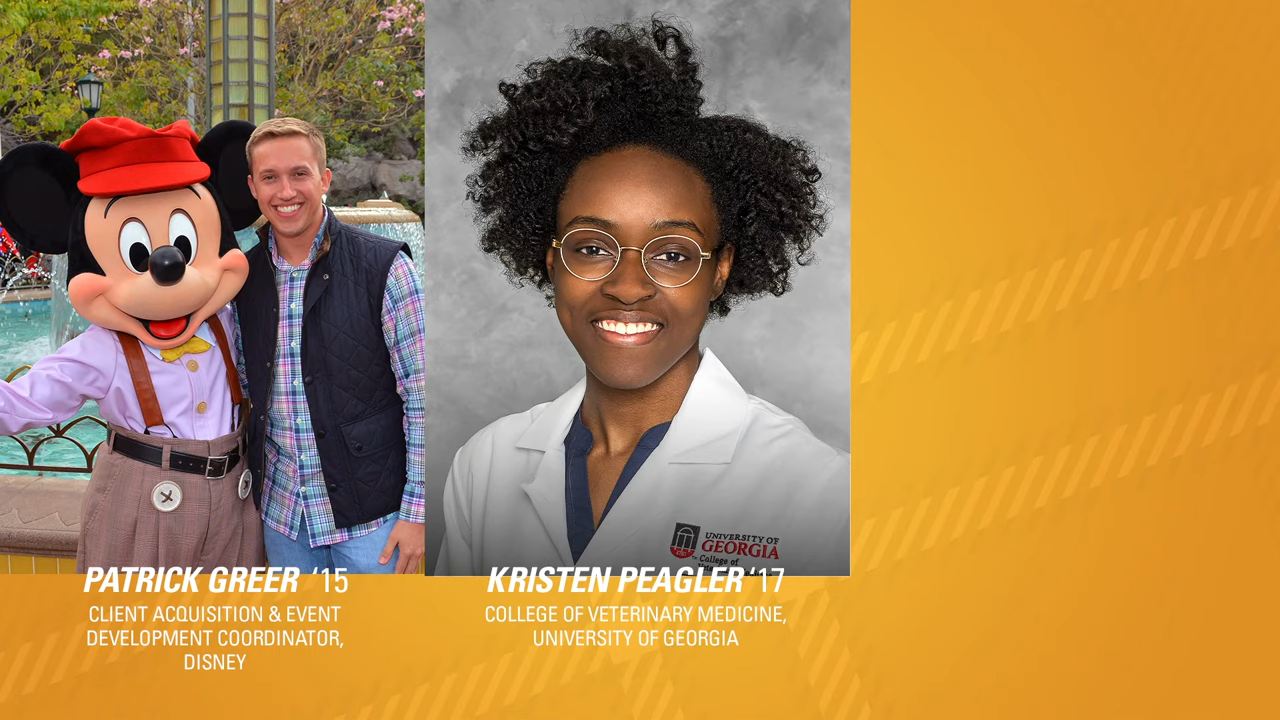 UNIVERSITY OF
GEORGIA
College of
PATRICK GREER '15
CLIENT ACQUISITION & EVENT
DEVELOPMENT COORDINATOR,
DISNEY
KRISTEN PEAGLER '17
COLLEGE OF VETERINARY MEDICINE,
UNIVERSITY OF GEORGIA